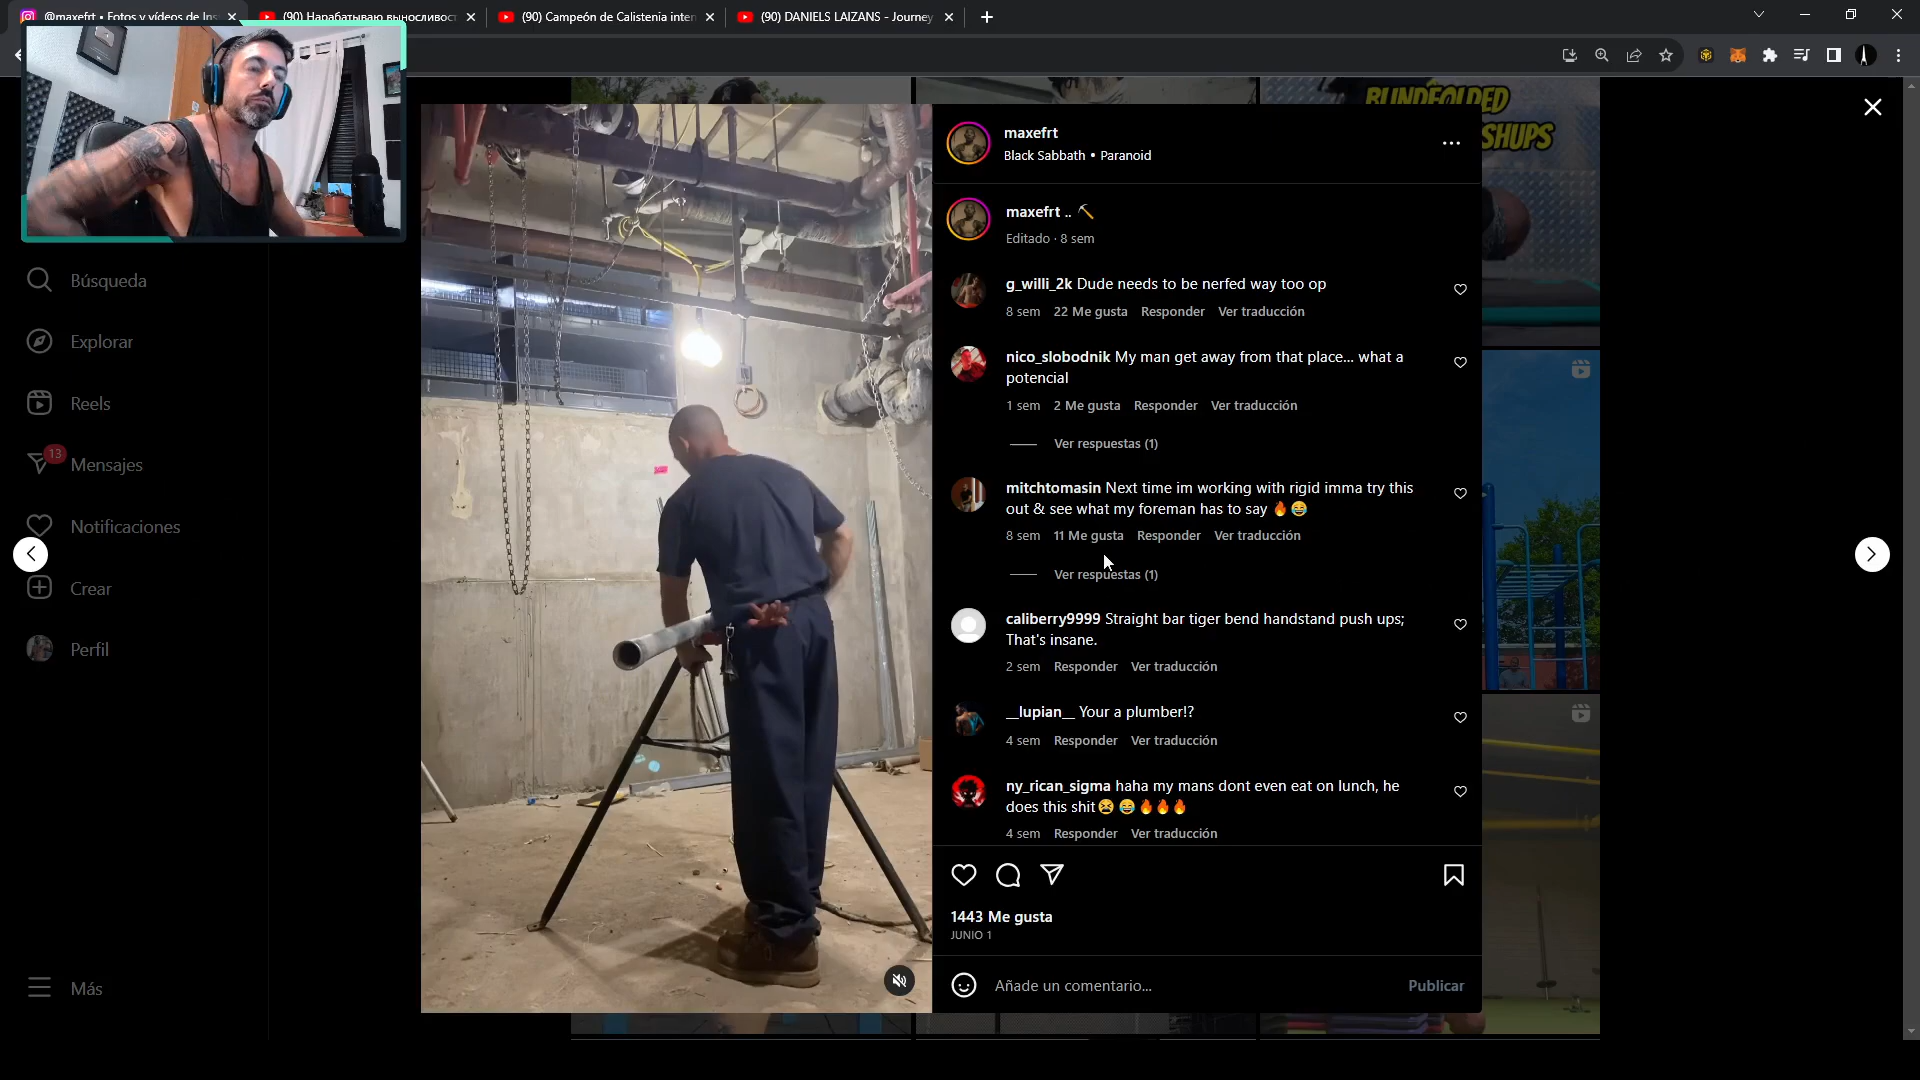 @maxefrt • Fotos y vídeos de Ins
(90) Нарабатываю выносливос
(90) Campeón de Calistenia inter
(90) DANIELS LAIZANS - Journey
BLINDFOLDED
SHUPS
maxefrt
Black Sabbath • Paranoid
maxefrt .. ⛏️
Editado · 8 sem
g_willi_2k Dude needs to be nerfed way too op
8 sem 22 Me gusta Responder Ver traducción
nico_slobodnik My man get away from that place... what a
potencial
1 sem 2 Me gusta Responder Ver traducción
Ver respuestas (1)
mitchtomasin Next time im working with rigid imma try this
out & see what my foreman has to say 🔥😂
8 sem 11 Me gusta Responder Ver traducción
Ver respuestas (1)
caliberry9999 Straight bar tiger bend handstand push ups;
That's insane.
2 sem Responder Ver traducción
__lupian__ Your a plumber!?
4 sem Responder Ver traducción
ny_rican_sigma haha my mans dont even eat on lunch, he
does this shit😫😂🔥🔥🔥
4 sem Responder Ver traducción
1443 Me gusta
JUNIO 1
Añade un comentario...
Publicar
Búsqueda
Explorar
Reels
13
Mensajes
Notificaciones
Crear
Perfil
Más